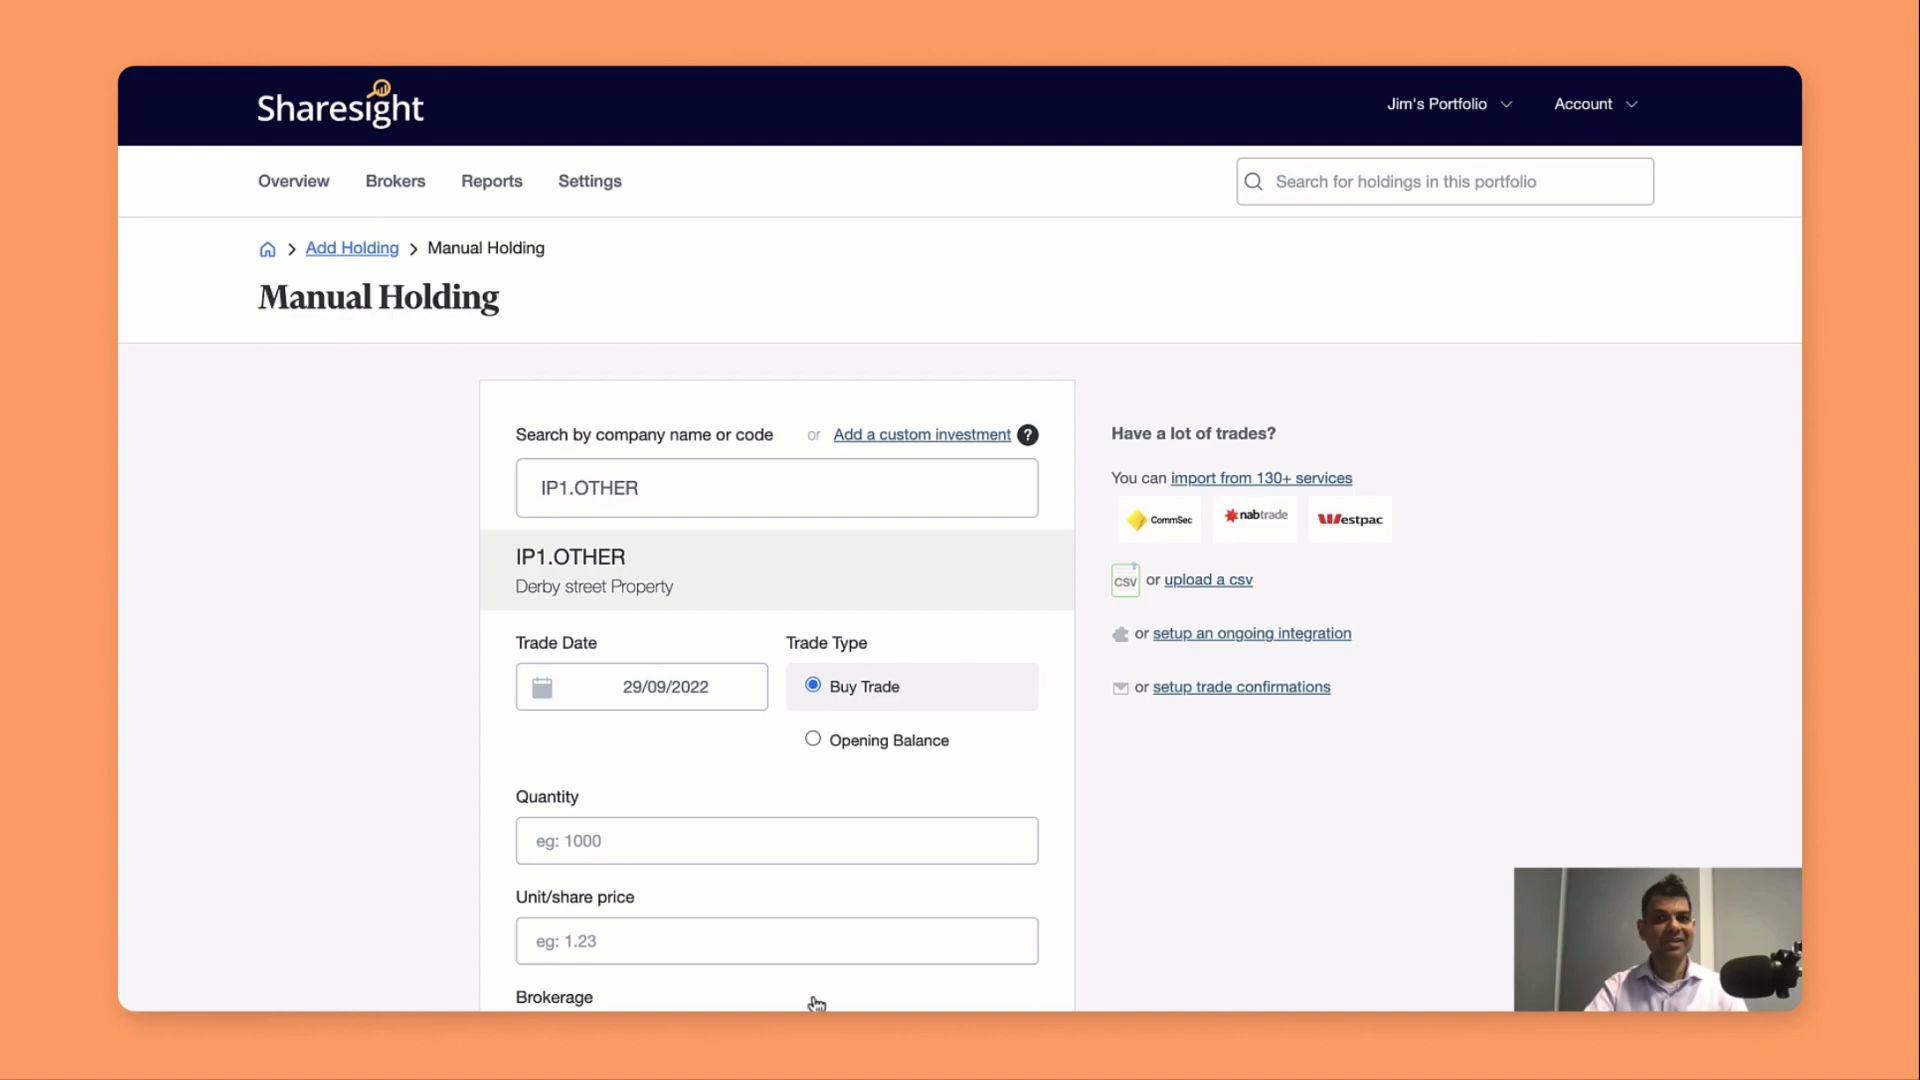 Sharesight
Jim's Portfolio
Account
Overview
Brokers
Reports
Settings
Search for holdings in this portfolio
Add Holding
Manual Holding
Manual Holding
Search by company name or code or Add a custom investment ?
IP1.OTHER
IP1.OTHER
Derby street Property
Trade Date
29/09/2022
Trade Type
Buy Trade
Opening Balance
Quantity
eg: 1000
Unit/share price
eg: 1.23
Brokerage
Have a lot of trades?
You can import from 130+ services
CommSec
nabtrade
Westpac
CSV or upload a csv
or setup an ongoing integration
or setup trade confirmations